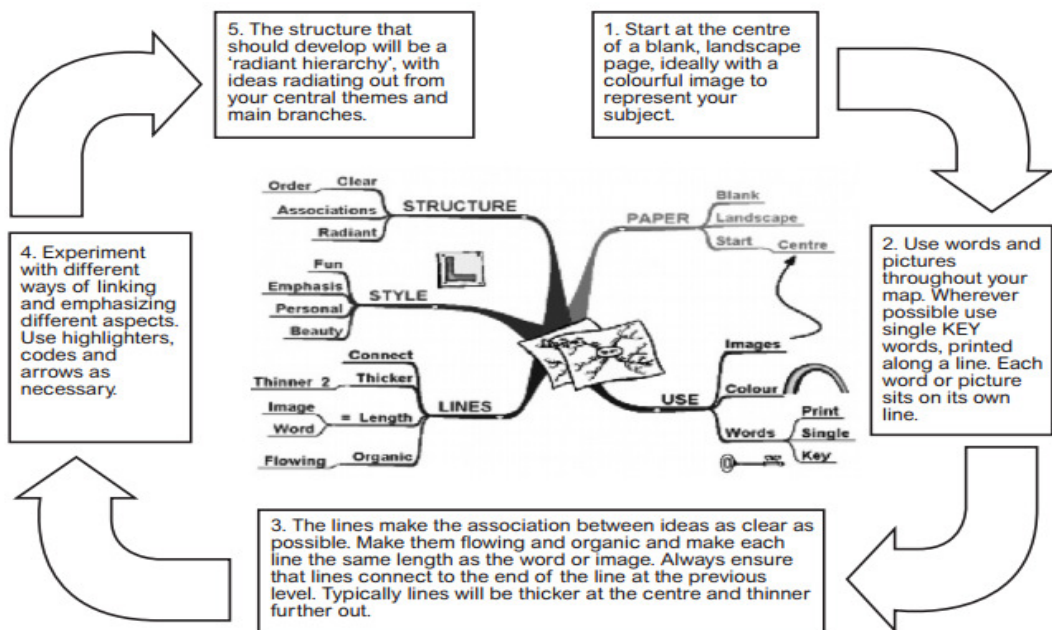 1. Start at the centre
of a blank, landscape
page, ideally with a
colourful image to
represent your
subject.
2. Use words and
pictures
throughout your
map. Wherever
possible use
single KEY
words, printed
along a line. Each
word or picture
sits on its own
line.
3. The lines make the association between ideas as clear as
possible. Make them flowing and organic and make each
line the same length as the word or image. Always ensure
that lines connect to the end of the line at the previous
level. Typically lines will be thicker at the centre and thinner
further out.
4. Experiment
with different
ways of linking
and emphasizing
different aspects.
Use highlighters,
codes and
arrows as
necessary.
5. The structure that
should develop will be a
‘radiant hierarchy’, with
ideas radiating out from
your central themes and
main branches.
PAPER
Blank
Landscape
Start
Centre
USE
Images
Colour
Words
Print
Single
Key
LINES
Connect
Thicker
Thinner 2
= Length
Image
Word
Organic
Flowing
STYLE
Fun
Emphasis
Personal
Beauty
STRUCTURE
Clear
Order
Associations
Radiant